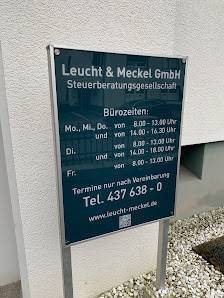 Leucht & Meckel GmbH
Steuerberatungsgesellschaft
Bürozeiten:
Mo., Mi., Do. von 8.00 - 13.00 Uhr
und von 14.00 - 16.30 Uhr
Di. von 8.00 - 13.00 Uhr
und von 14.00 - 18.00 Uhr
Fr. von 8.00 - 13.00 Uhr
Termine nur nach Vereinbarung
Tel. 437 638 - 0
www.leucht-meckel.de